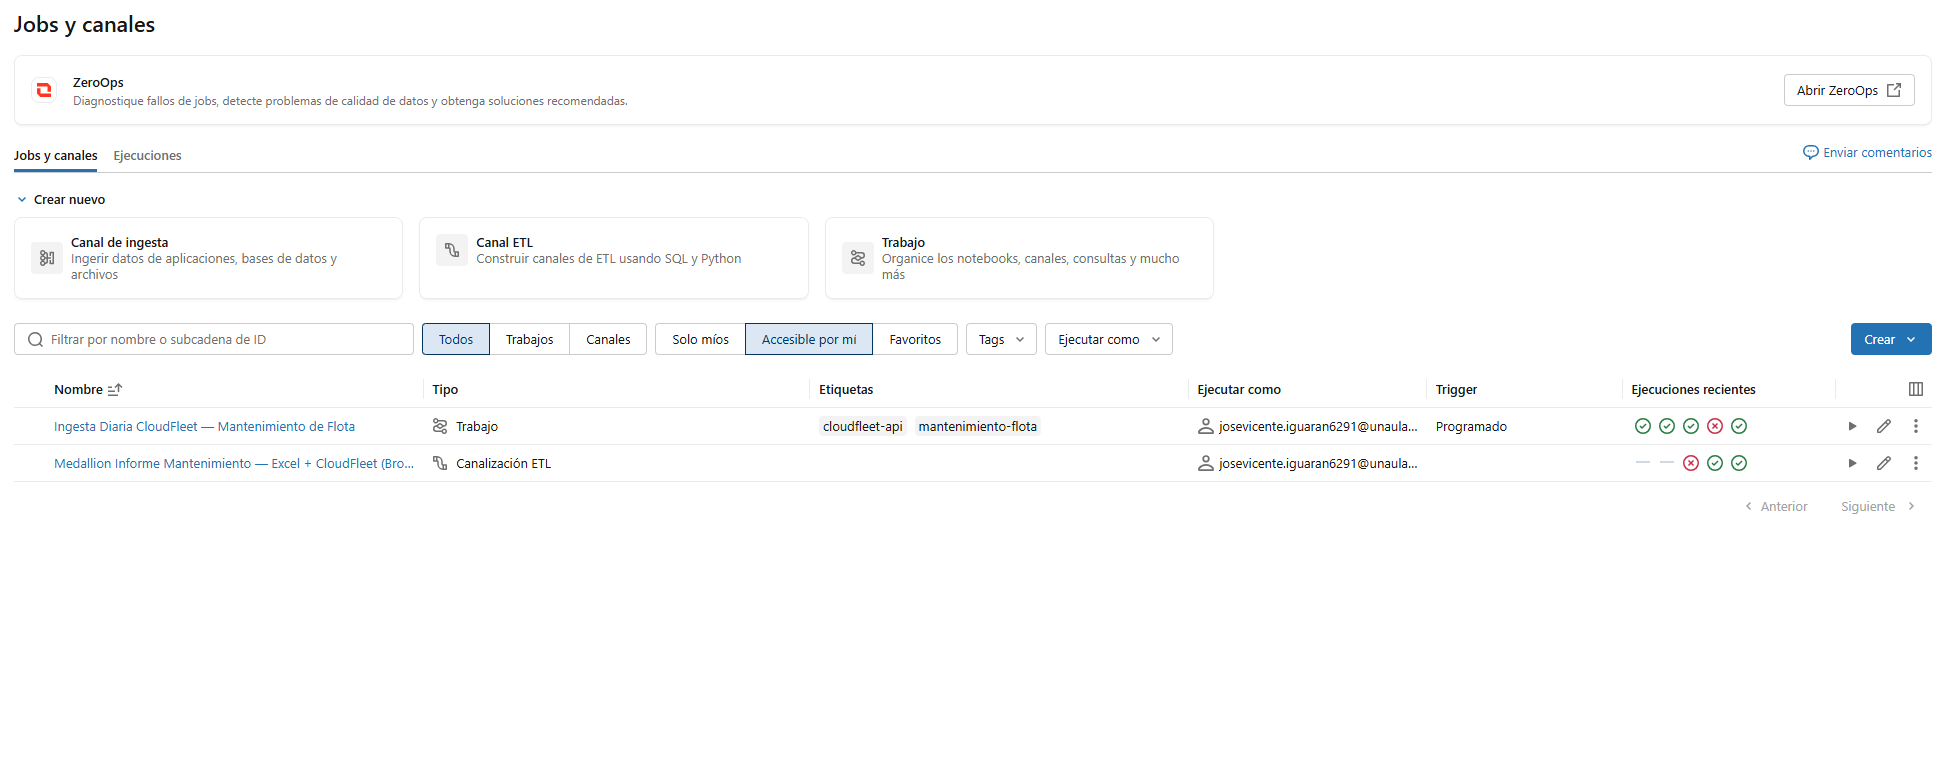 Jobs y canales
ZeroOps
Diagnostique fallos de jobs, detecte problemas de calidad de datos y obtenga soluciones recomendadas.
Abrir ZeroOps
Jobs y canales
Ejecuciones
Enviar comentarios
Crear nuevo
Canal de ingesta
Ingerir datos de aplicaciones, bases de datos y
archivos
Canal ETL
Construir canales de ETL usando SQL y Python
Trabajo
Organice los notebooks, canales, consultas y mucho
más
Filtrar por nombre o subcadena de ID
Todos
Trabajos
Canales
Solo míos
Accesible por mí
Favoritos
Tags
Ejecutar como
Crear
Nombre
Tipo
Etiquetas
Ejecutar como
Trigger
Ejecuciones recientes
Ingesta Diaria CloudFleet — Mantenimiento de Flota
Trabajo
cloudfleet-api
mantenimiento-flota
josevicente.iguaran6291@unaula...
Programado
Medallion Informe Mantenimiento — Excel + CloudFleet (Bro...
Canalización ETL
josevicente.iguaran6291@unaula...
Anterior
Siguiente